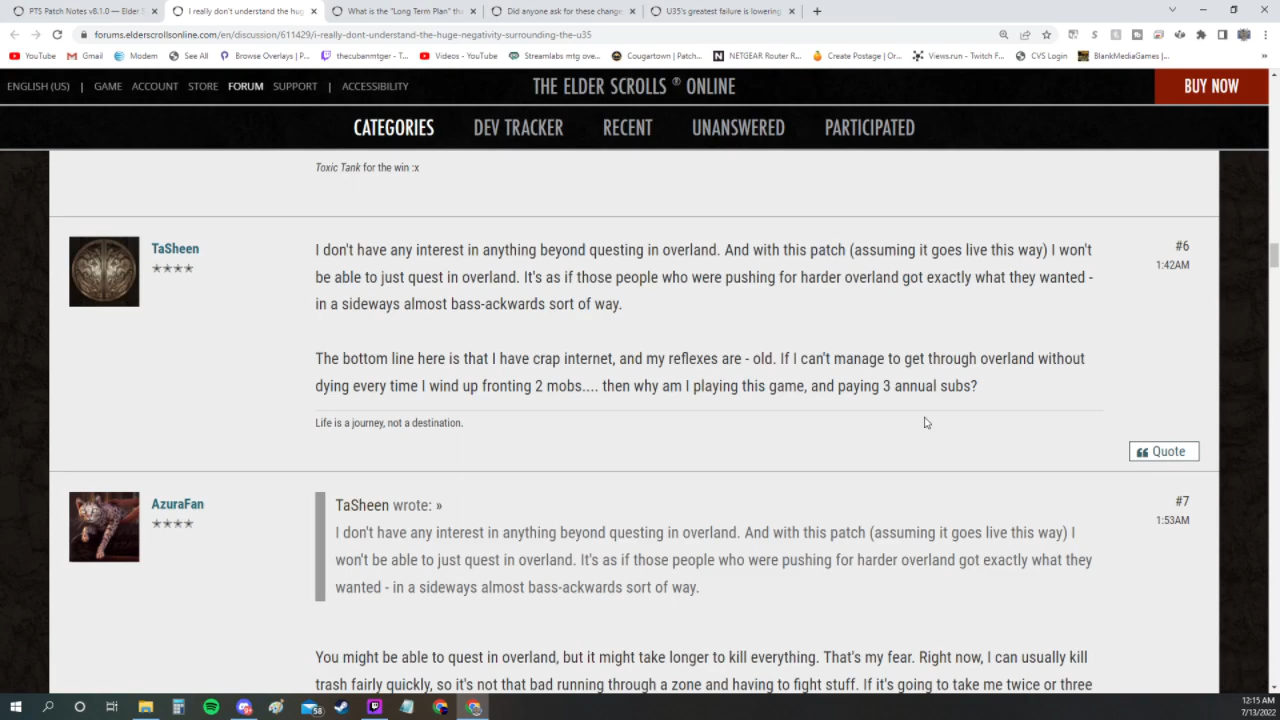 PTS Patch Notes v8.1.0 — Elder S
I really don't understand the hug
What is the "Long Term Plan" tha
Did anyone ask for these change
U35's greatest failure is lowering
forums.elderscrollsonline.com/en/discussion/611429/i-really-dont-understand-the-huge-negativity-surrounding-the-u35
YouTube
Gmail
Modem
See All
Browse Overlays | P...
thecubanmtger - T...
Videos - YouTube
Streamlabs mtg ove...
Cougartown | Patch...
NETGEAR Router R...
Create Postage | Or...
Views.run - Twitch F...
CVS Login
BlankMediaGames |...
»
ENGLISH (US) | GAME ACCOUNT STORE FORUM SUPPORT | ACCESSIBILITY
THE ELDER SCROLLS ® ONLINE
BUY NOW
CATEGORIES DEV TRACKER RECENT UNANSWERED PARTICIPATED
Toxic Tank for the win :x
TaSheen
#6
1:42AM
I don't have any interest in anything beyond questing in overland. And with this patch (assuming it goes live this way) I won't
be able to just quest in overland. It's as if those people who were pushing for harder overland got exactly what they wanted -
in a sideways almost bass-ackwards sort of way.
The bottom line here is that I have crap internet, and my reflexes are - old. If I can't manage to get through overland without
dying every time I wind up fronting 2 mobs.... then why am I playing this game, and paying 3 annual subs?
Life is a journey, not a destination.
Quote
AzuraFan
#7
1:53AM
TaSheen wrote: »
I don't have any interest in anything beyond questing in overland. And with this patch (assuming it goes live this way) I
won't be able to just quest in overland. It's as if those people who were pushing for harder overland got exactly what they
wanted - in a sideways almost bass-ackwards sort of way.
You might be able to quest in overland, but it might take longer to kill everything. That's my fear. Right now, I can usually kill
trash fairly quickly, so it's not that bad running through a zone and having to fight stuff. If it's going to take me twice or three
58
12:15 AM
7/13/2022